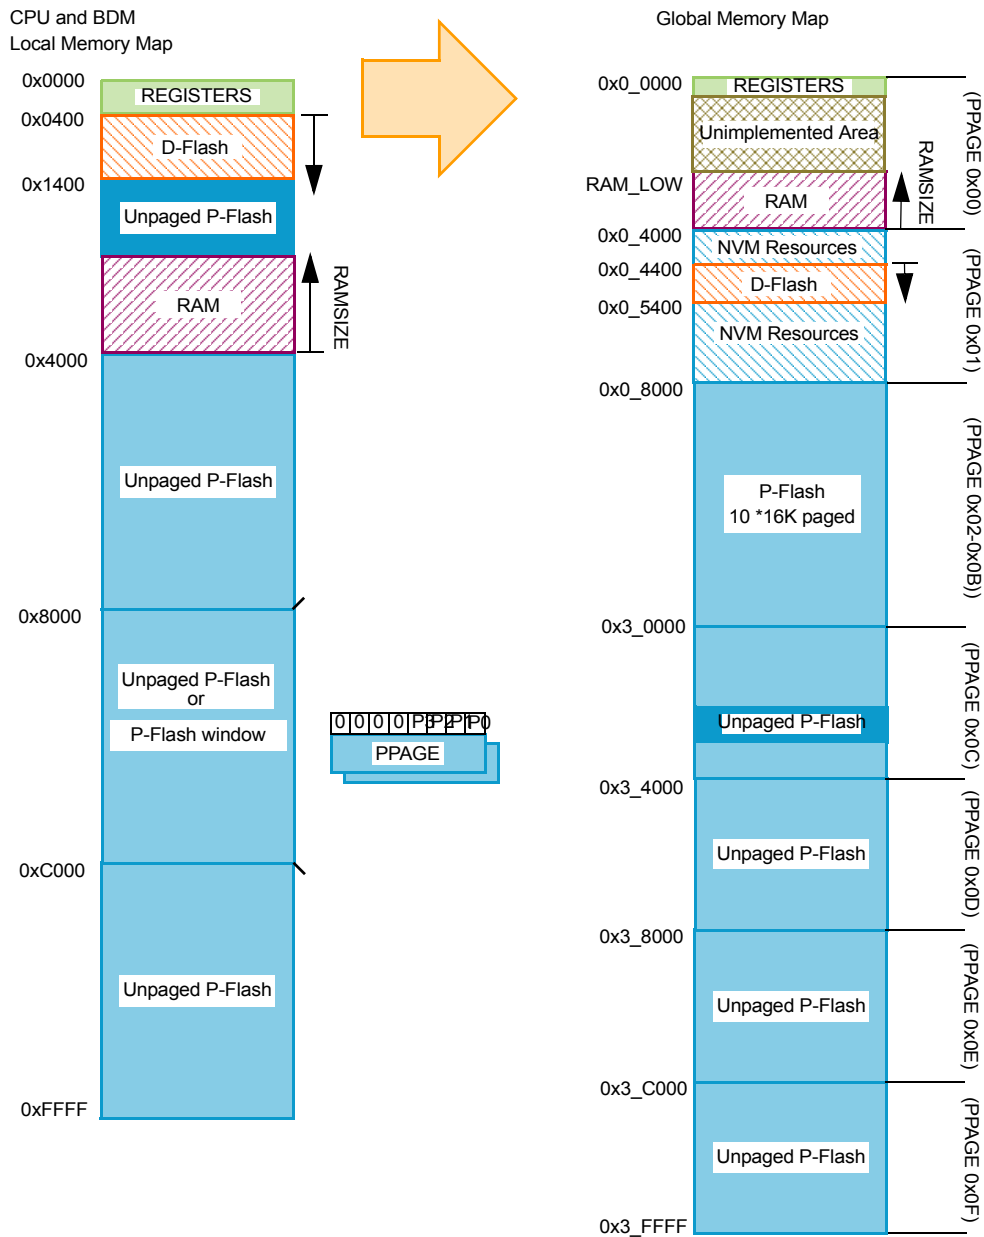 CPU and BDM
Local Memory Map
0x0000
REGISTERS
0x0400
D-Flash
0x1400
Unpaged P-Flash
RAM
RAMSIZE
0x4000
Unpaged P-Flash
0x8000
Unpaged P-Flash
or
P-Flash window
0 0 0 0 P3 P2 P1 P0
PPAGE
0xC000
Unpaged P-Flash
0xFFFF
Global Memory Map
0x0_0000
REGISTERS
Unimplemented Area
RAM_LOW
RAM
RAMSIZE
(PPAGE 0x00)
0x0_4000
NVM Resources
0x0_4400
D-Flash
0x0_5400
NVM Resources
(PPAGE 0x01)
0x0_8000
P-Flash
10 *16K paged
(PPAGE 0x02-0x0B))
0x3_0000
Unpaged P-Flash
(PPAGE 0x0C)
0x3_4000
Unpaged P-Flash
(PPAGE 0x0D)
0x3_8000
Unpaged P-Flash
(PPAGE 0x0E)
0x3_C000
Unpaged P-Flash
(PPAGE 0x0F)
0x3_FFFF